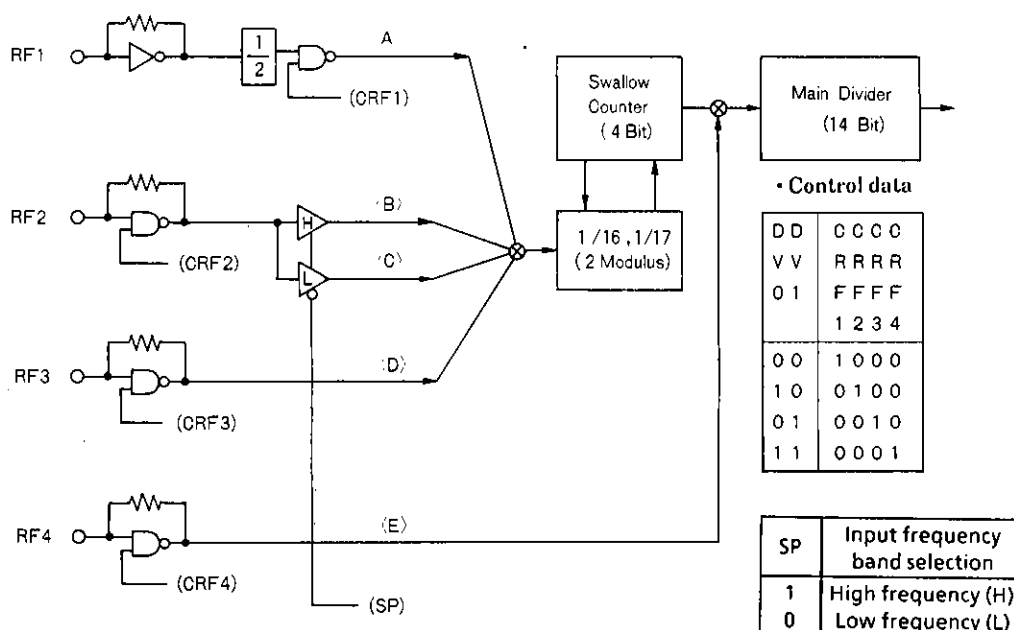 RF1
1
2
A
(CRF1)
Swallow
Counter
(4 Bit)
Main Divider
(14 Bit)
RF2
(CRF2)
H
L
(B)
(C)
1/16, 1/17
(2 Modulus)
RF3
(CRF3)
(D)
RF4
(CRF4)
(E)
(SP)
• Control data
D D C C C C
V V R R R R
0 1 F F F F
1 2 3 4
0 0 1 0 0 0
1 0 0 1 0 0
0 1 0 0 1 0
1 1 0 0 0 1
SP Input frequency
band selection
1 High frequency (H)
0 Low frequency (L)